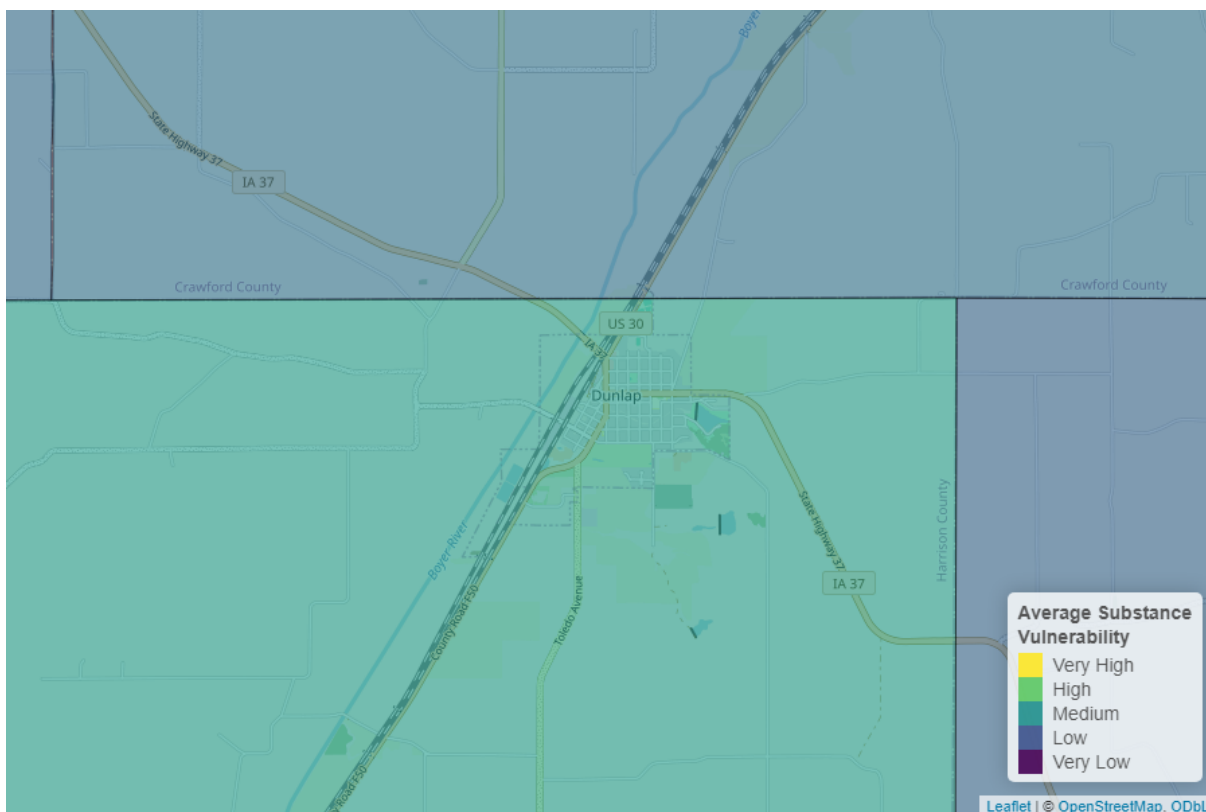 Boyer
State Highway 37
IA 37
Crawford County
Crawford County
US 30
IA 37
Dunlap
Boyer River
State Highway 37
Harrison County
IA 37
County Road F50
Toledo Avenue
County Road F50
Average Substance
Vulnerability
Very High
High
Medium
Low
Very Low
Leaflet | © OpenStreetMap, ODbL